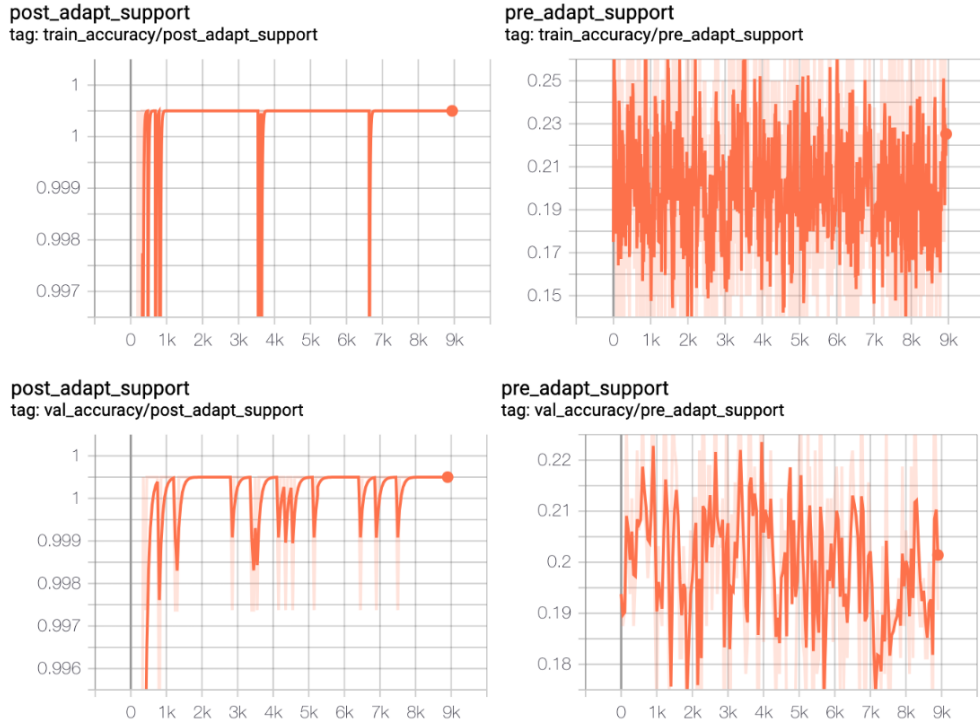 post_adapt_support
tag: train_accuracy/post_adapt_support
1
1
0.999
0.998
0.997
0 1k 2k 3k 4k 5k 6k 7k 8k 9k
pre_adapt_support
tag: train_accuracy/pre_adapt_support
0.25
0.23
0.21
0.19
0.17
0.15
0 1k 2k 3k 4k 5k 6k 7k 8k 9k
post_adapt_support
tag: val_accuracy/post_adapt_support
1
1
0.999
0.998
0.997
0.996
0 1k 2k 3k 4k 5k 6k 7k 8k 9k
pre_adapt_support
tag: val_accuracy/pre_adapt_support
0.22
0.21
0.2
0.19
0.18
0 1k 2k 3k 4k 5k 6k 7k 8k 9k